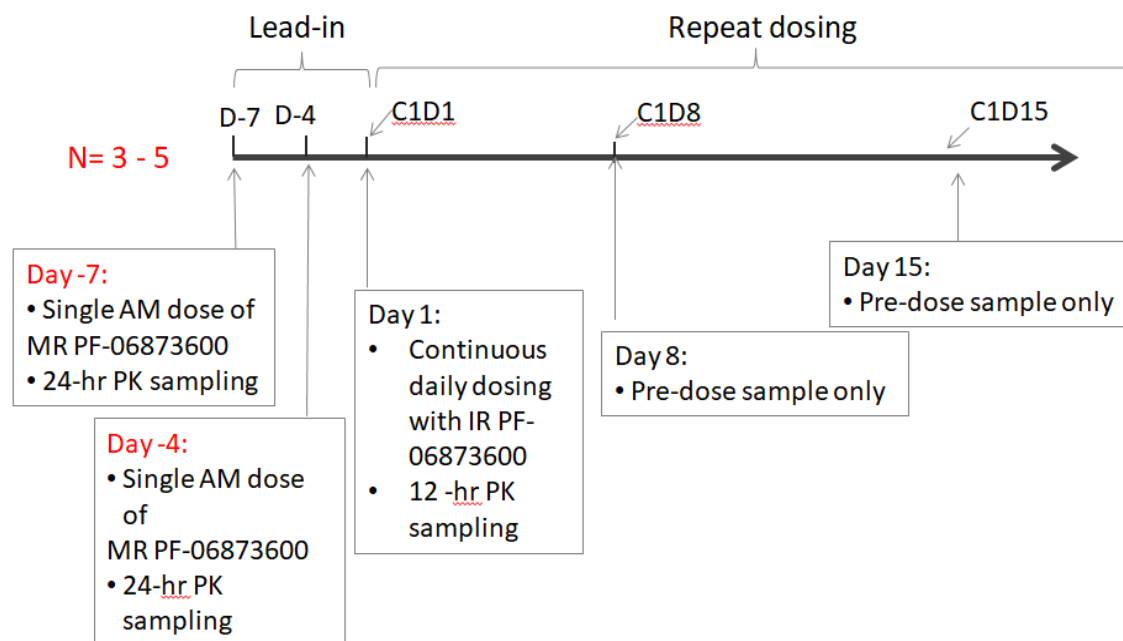 Lead-in
Repeat dosing
D-7
D-4
C1D1
C1D8
C1D15
N= 3 - 5
Day -7:
• Single AM dose of
MR PF-06873600
• 24-hr PK sampling
Day -4:
• Single AM dose
of
MR PF-06873600
• 24-hr PK
sampling
Day 1:
• Continuous
daily dosing
with IR PF-
06873600
• 12 -hr PK
sampling
Day 8:
• Pre-dose sample only
Day 15:
• Pre-dose sample only